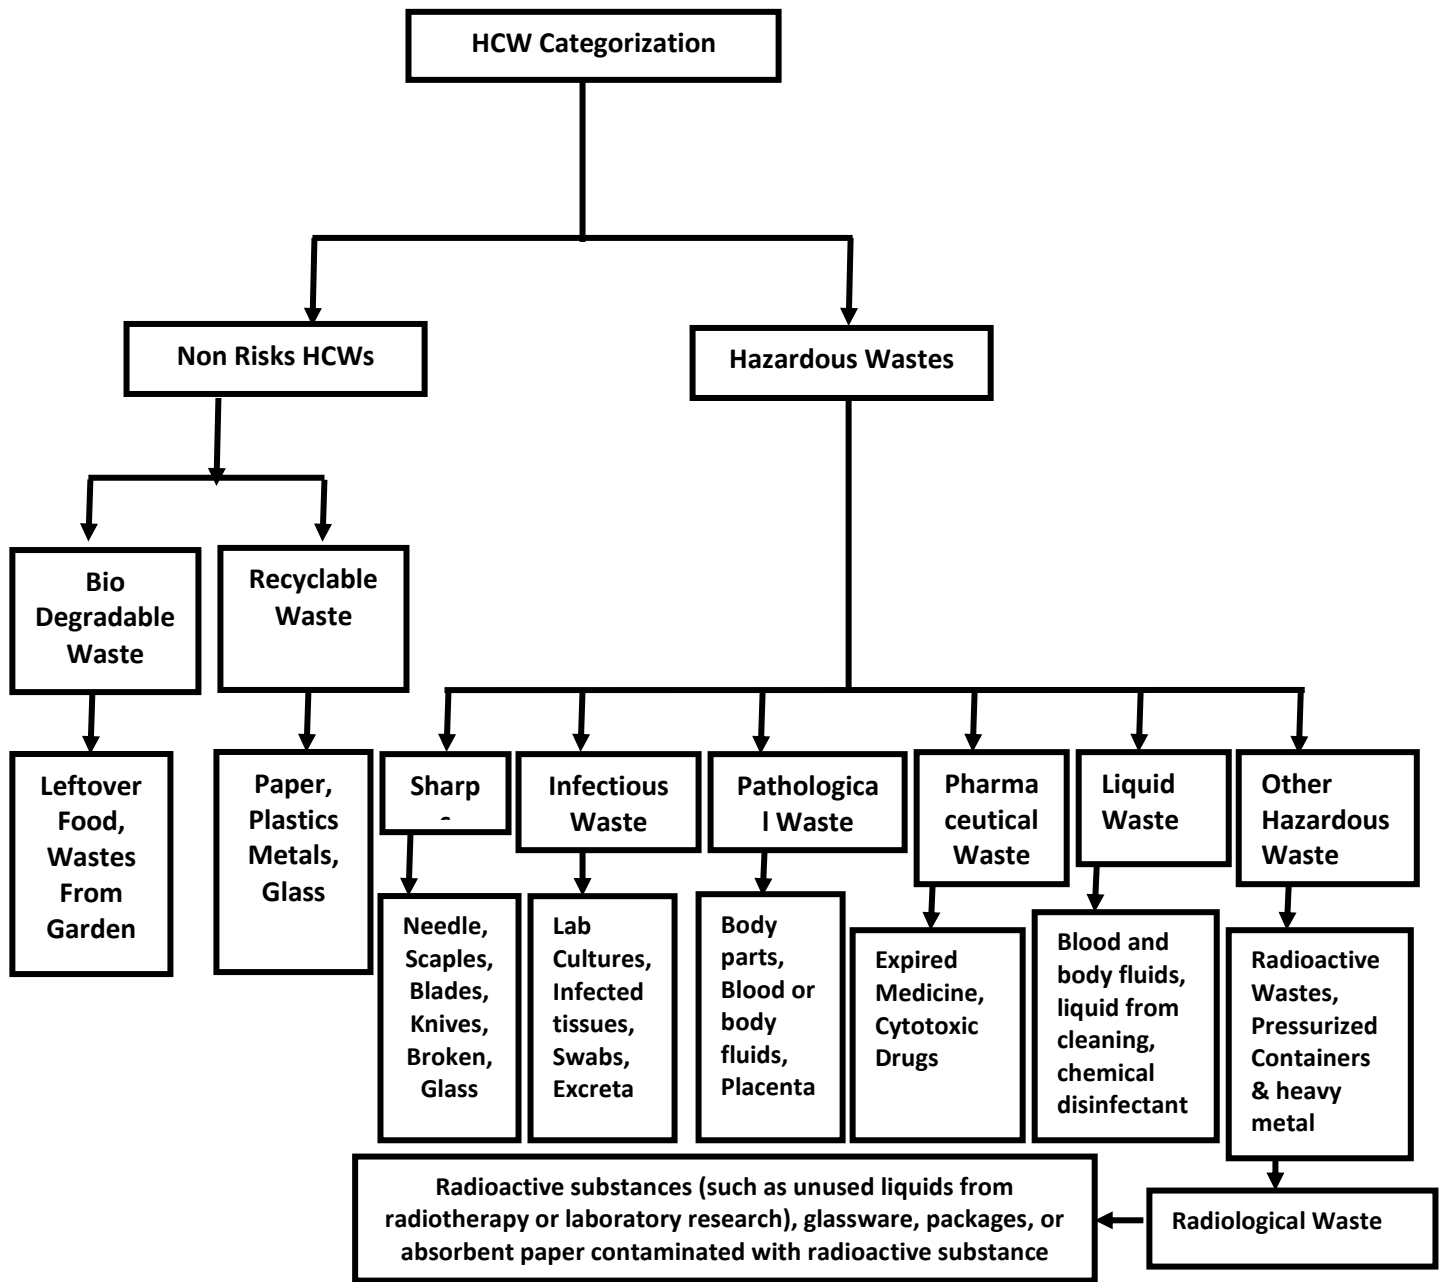 HCW Categorization
Non Risks HCWs
Hazardous Wastes
Bio
Degradable
Waste
Recyclable
Waste
Leftover
Food,
Wastes
From
Garden
Paper,
Plastics
Metals,
Glass
Sharp
Infectious
Waste
Pathologica
l Waste
Pharma
ceutical
Waste
Liquid
Waste
Other
Hazardous
Waste
Needle,
Scaples,
Blades,
Knives,
Broken,
Glass
Lab
Cultures,
Infected
tissues,
Swabs,
Excreta
Body
parts,
Blood or
body
fluids,
Placenta
Expired
Medicine,
Cytotoxic
Drugs
Blood and
body fluids,
liquid from
cleaning,
chemical
disinfectant
Radioactive
Wastes,
Pressurized
Containers
& heavy
metal
Radiological Waste
Radioactive substances (such as unused liquids from
radiotherapy or laboratory research), glassware, packages, or
absorbent paper contaminated with radioactive substance